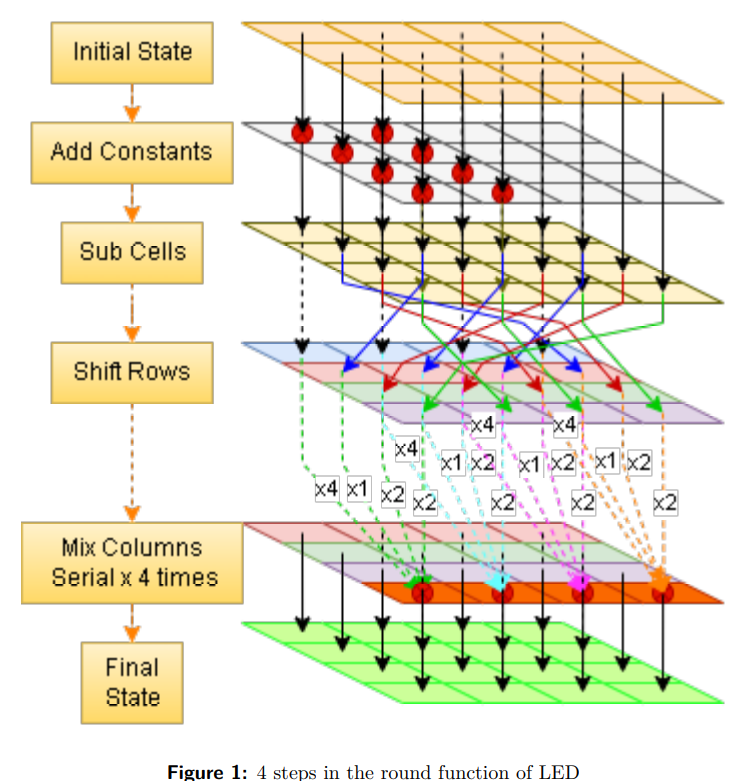 Initial State
Add Constants
Sub Cells
Shift Rows
x4
x4
x4
x1
x2
x1
x2
x1
x2
x4
x1
x2
x2
x2
x2
x2
Mix Columns
Serial x 4 times
Final
State
Figure 1: 4 steps in the round function of LED